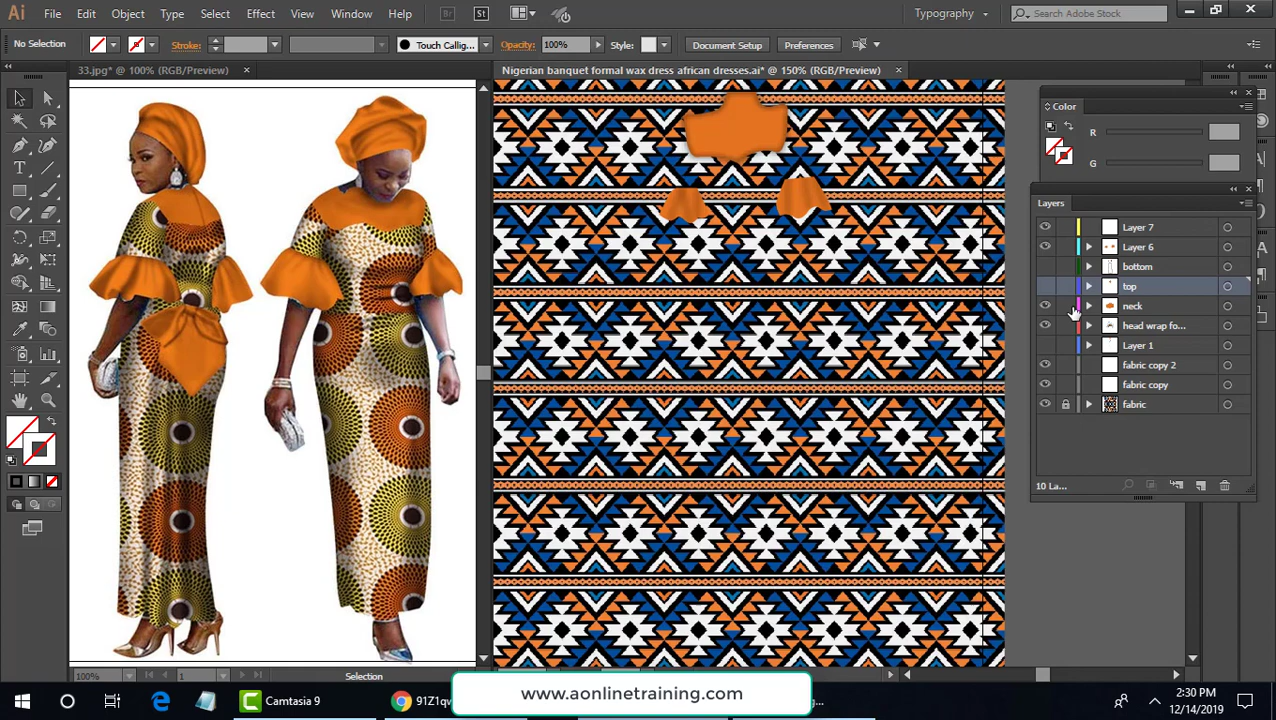 Ai File Edit Object Type Select Effect View Window Help Br St Typography Search Adobe Stock
No Selection Stroke: Touch Callig... Opacity: 100% Style: Document Setup Preferences
33.jpg* @ 100% (RGB/Preview) × Nigerian banquet formal wax dress african dresses.ai* @ 150% (RGB/Preview) ×
Color
R
G
Layers
Layer 7
Layer 6
bottom
top
neck
head wrap fo...
Layer 1
fabric copy 2
fabric copy
fabric
10 La...
100% 1 Selection
www.aonlinetraining.com
Camtasia 9
2:30 PM
12/14/2019